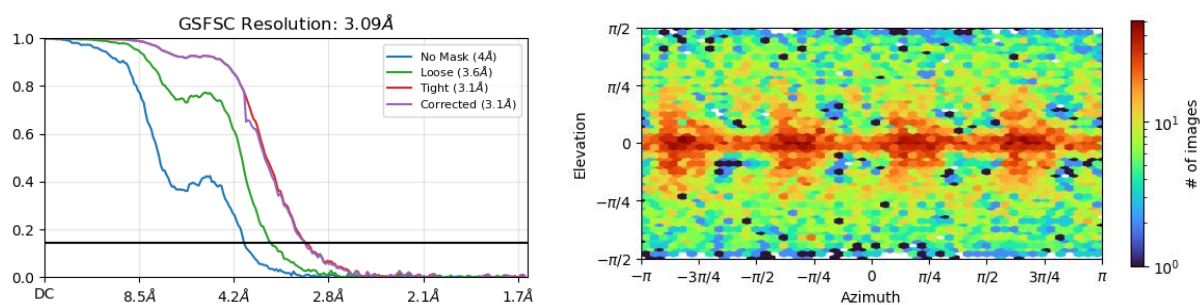 GSFSC Resolution: 3.09Å
1.0
0.8
0.6
0.4
0.2
0.0
DC
8.5Å
4.2Å
2.8Å
2.1Å
1.7Å
No Mask (4Å)
Loose (3.6Å)
Tight (3.1Å)
Corrected (3.1Å)
Elevation
π/2
π/4
0
−π/4
−π/2
−π
−3π/4
−π/2
−π/4
0
π/4
π/2
3π/4
π
Azimuth
10¹
10⁰
# of images